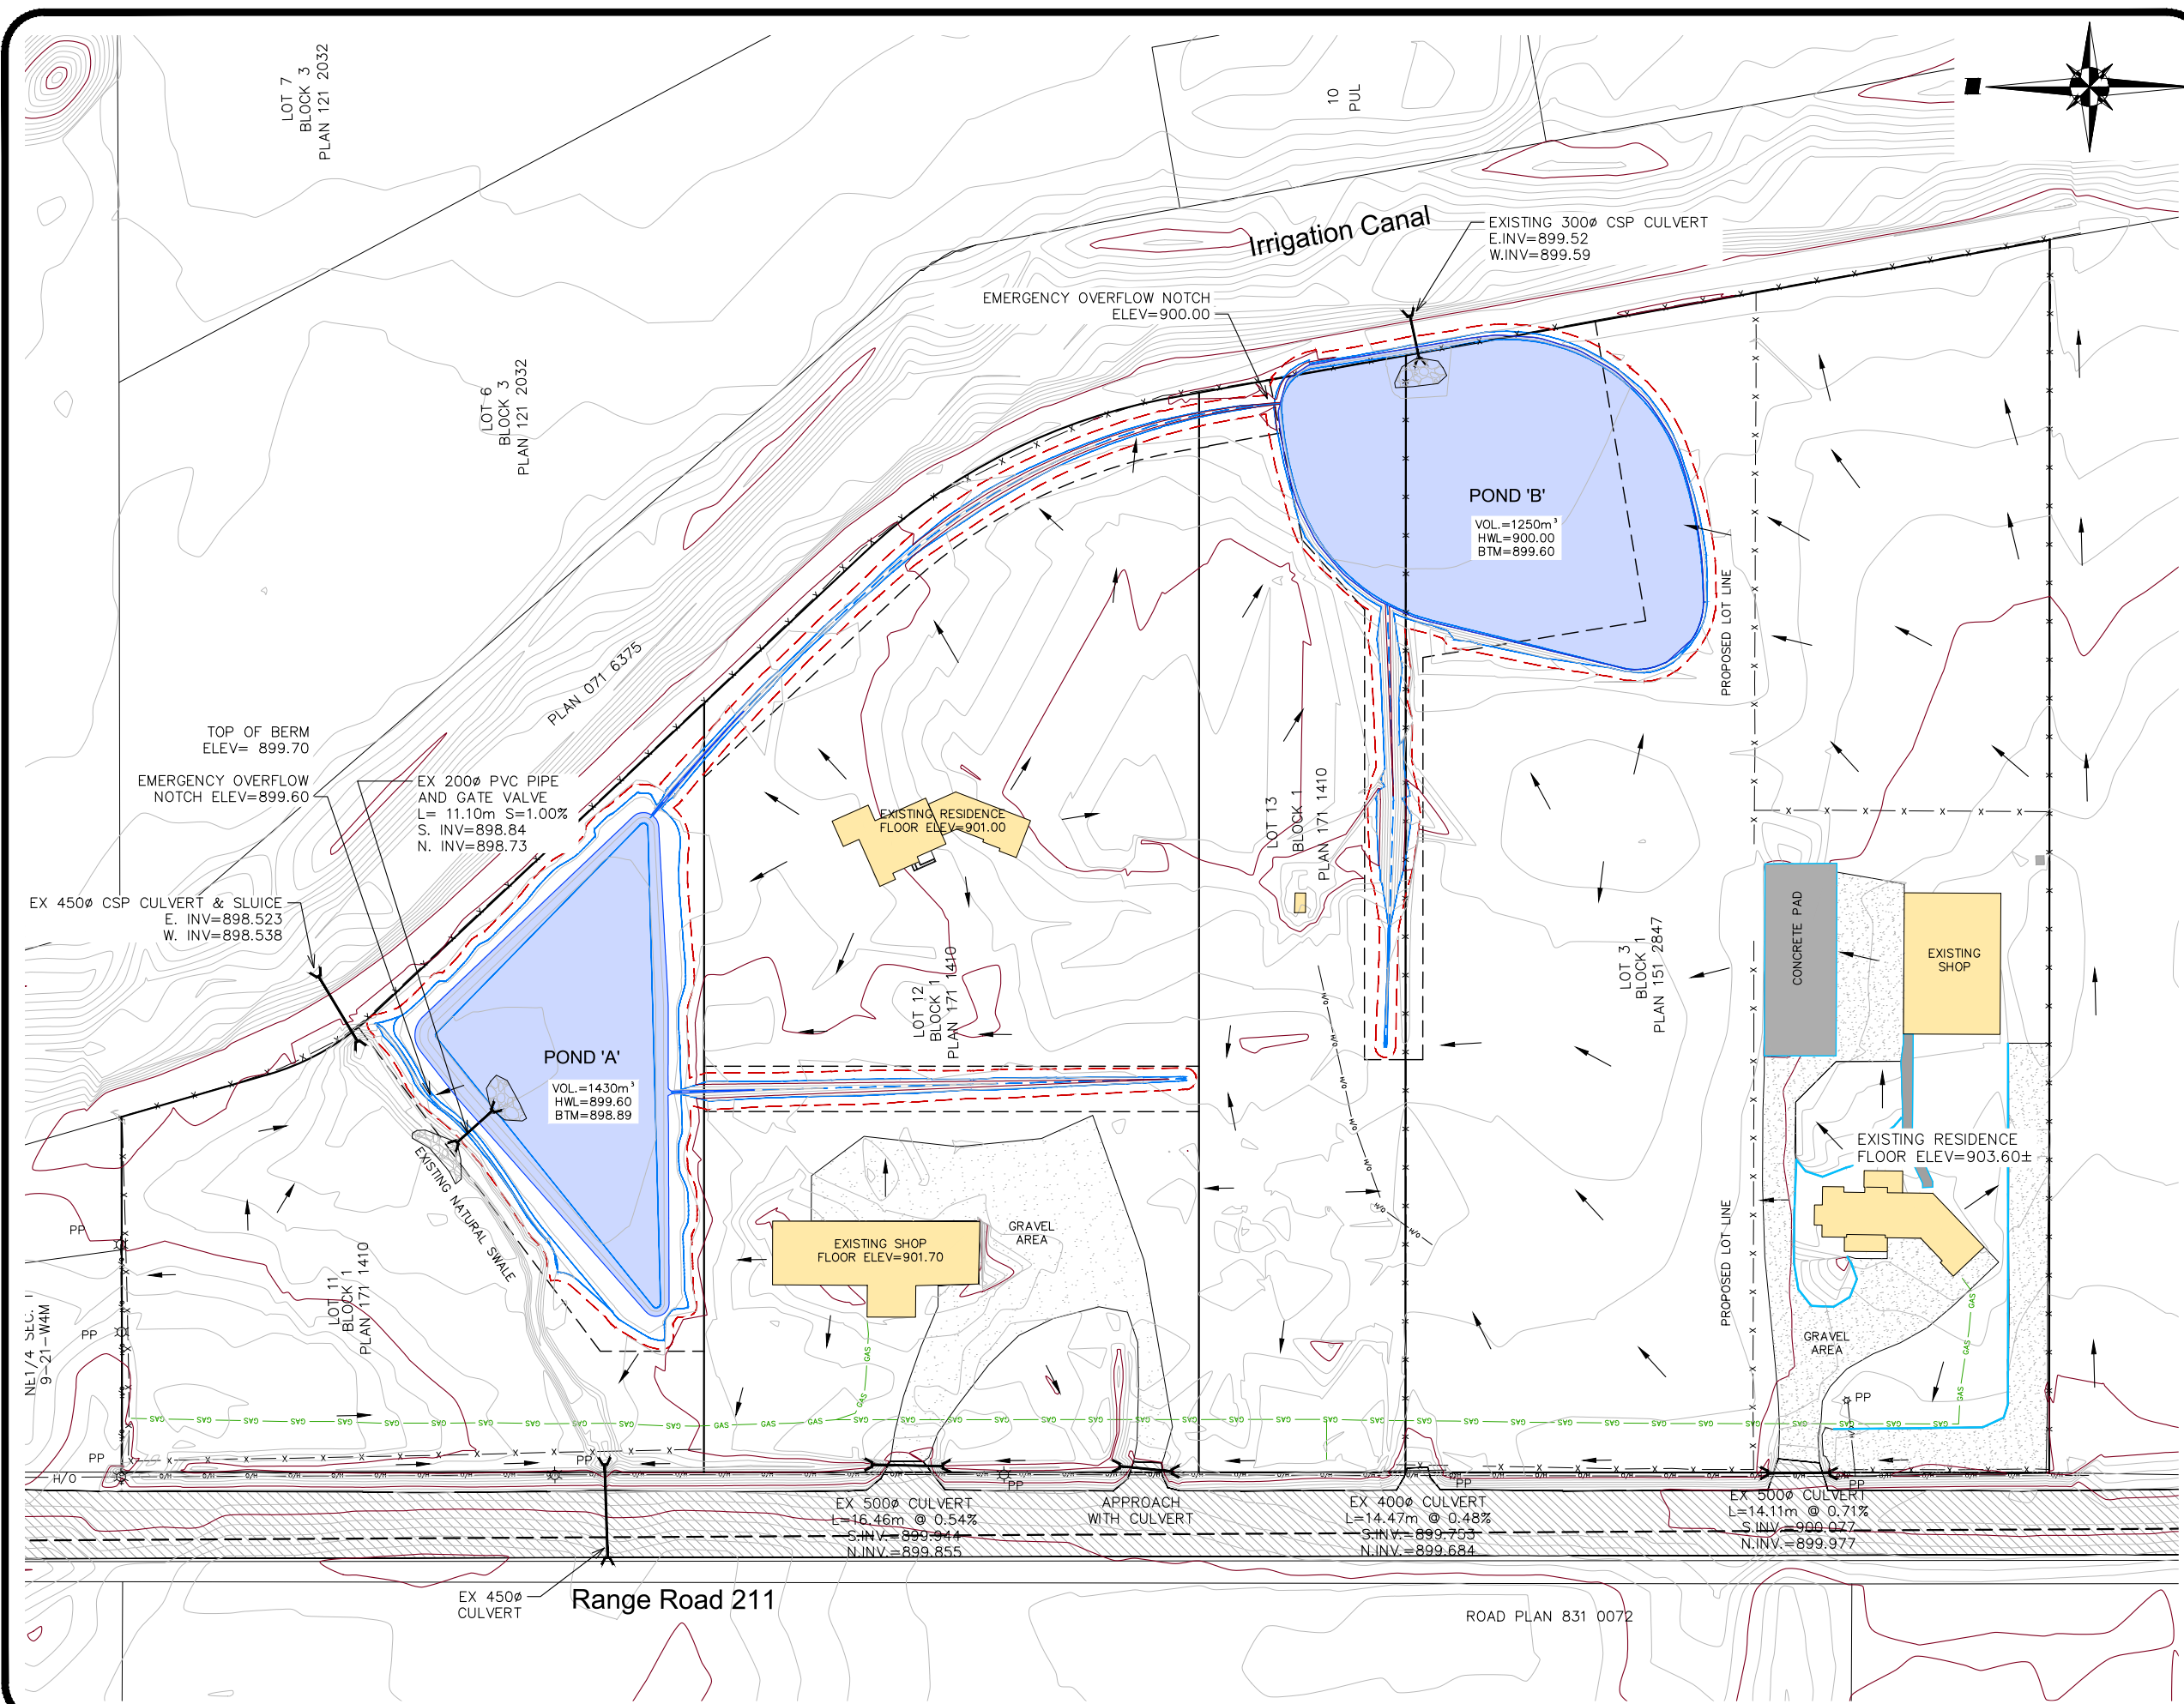 LOT 7
BLOCK 3
PLAN 121 2032
10
PUL
Irrigation Canal
EXISTING 300ø CSP CULVERT
E.INV=899.52
W.INV=899.59
EMERGENCY OVERFLOW NOTCH
ELEV=900.00
LOT 6
BLOCK 3
PLAN 121 2032
POND 'B'
VOL.=1250m³
HWL=900.00
BTM=899.60
PROPOSED LOT LINE
PLAN 071 6375
TOP OF BERM
ELEV= 899.70
EMERGENCY OVERFLOW
NOTCH ELEV=899.60
EX 200ø PVC PIPE
AND GATE VALVE
L= 11.10m S=1.00%
S. INV=898.84
N. INV=898.73
EXISTING RESIDENCE
FLOOR ELEV=901.00
LOT 13
BLOCK 1
PLAN 171 1410
EX 450ø CSP CULVERT & SLUICE
E. INV=898.523
W. INV=898.538
LOT 12
BLOCK 1
PLAN 171 1410
LOT 3
BLOCK 1
PLAN 151 2847
CONCRETE PAD
EXISTING
SHOP
POND 'A'
VOL.=1430m³
HWL=899.60
BTM=898.89
EXISTING NATURAL SWALE
EXISTING RESIDENCE
FLOOR ELEV=903.60±
PROPOSED LOT LINE
GRAVEL
AREA
EXISTING SHOP
FLOOR ELEV=901.70
GRAVEL
AREA
LOT 11
BLOCK 1
PLAN 171 1410
NE1/4 SEC. 1
9-21-W4M
PP
PP
PP
PP
PP
PP
PP
PP
H/O
GAS
GAS
GAS
EX 500ø CULVERT
L=16.46m @ 0.54%
S.INV.=899.944
N.INV.=899.855
APPROACH
WITH CULVERT
EX 400ø CULVERT
L=14.47m @ 0.48%
S.INV.=899.753
N.INV.=899.684
EX 500ø CULVERT
L=14.11m @ 0.71%
S.INV.=900.077
N.INV.=899.977
EX 450ø
CULVERT
Range Road 211
ROAD PLAN 831 0072